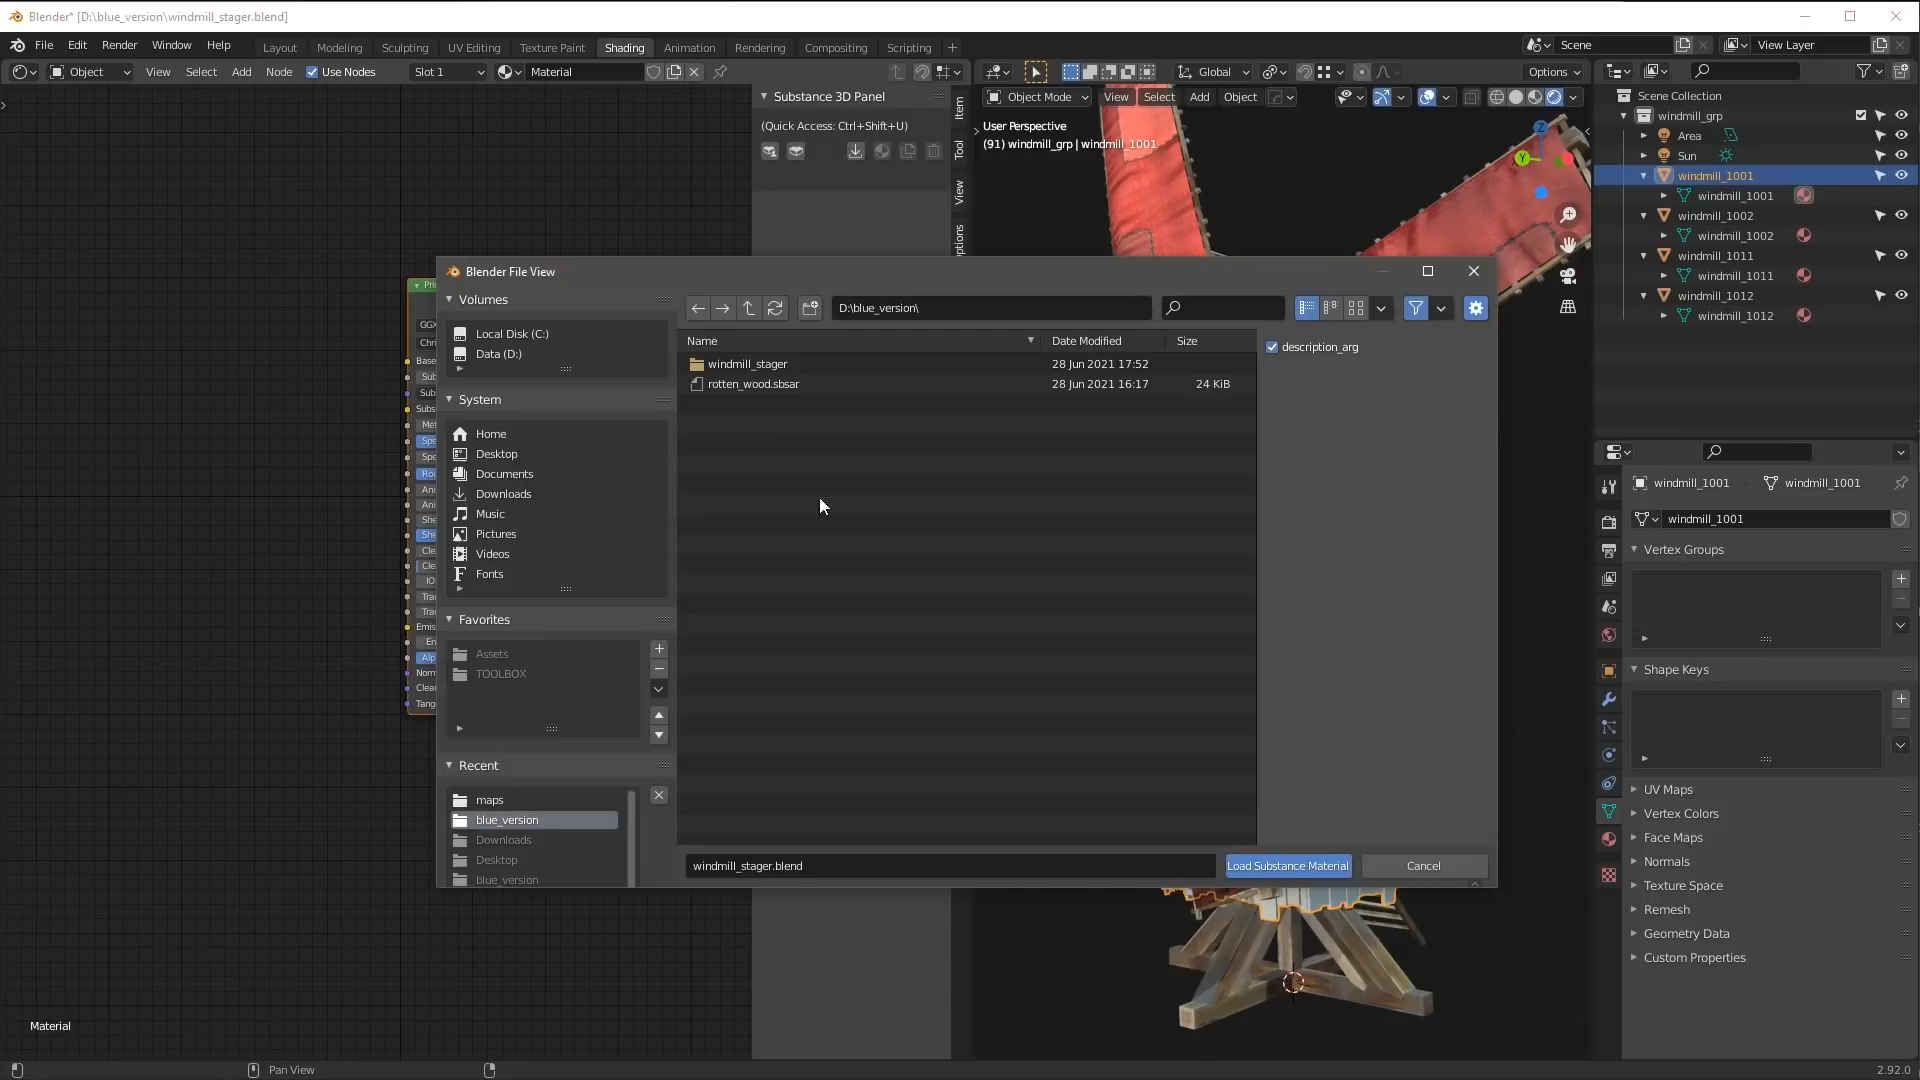 Blender* [D:\blue_version\windmill_stager.blend]
File Edit Render Window Help Layout Modeling Sculpting UV Editing Texture Paint Shading Animation Rendering Compositing Scripting Scene View Layer
Object View Select Add Object Node Use Nodes Slot 1 Material Global Options
Substance 3D Panel
(Quick Access: Ctrl+Shift+U)
Item
Tool
View
Object Mode View Select Add Object
User Perspective
(91) windmill_grp | windmill_1001
Scene Collection
windmill_grp
Area
Sun
windmill_1001
windmill_1001
windmill_1002
windmill_1002
windmill_1011
windmill_1011
windmill_1012
windmill_1012
Blender File View
Volumes
Local Disk (C:)
Data (D:)
System
Home
Desktop
Documents
Downloads
Music
Pictures
Videos
Fonts
Favorites
Assets
TOOLBOX
Recent
maps
blue_version
Downloads
Desktop
blue_version
D:\blue_version\
Name Date Modified Size
windmill_stager 28 Jun 2021 17:52
rotten_wood.sbsar 28 Jun 2021 16:17 24 KiB
description_arg
windmill_stager.blend Load Substance Material Cancel
windmill_1001 windmill_1001
windmill_1001
Vertex Groups
Shape Keys
UV Maps
Vertex Colors
Face Maps
Normals
Texture Space
Remesh
Geometry Data
Custom Properties
Material
Pan View
2.92.0